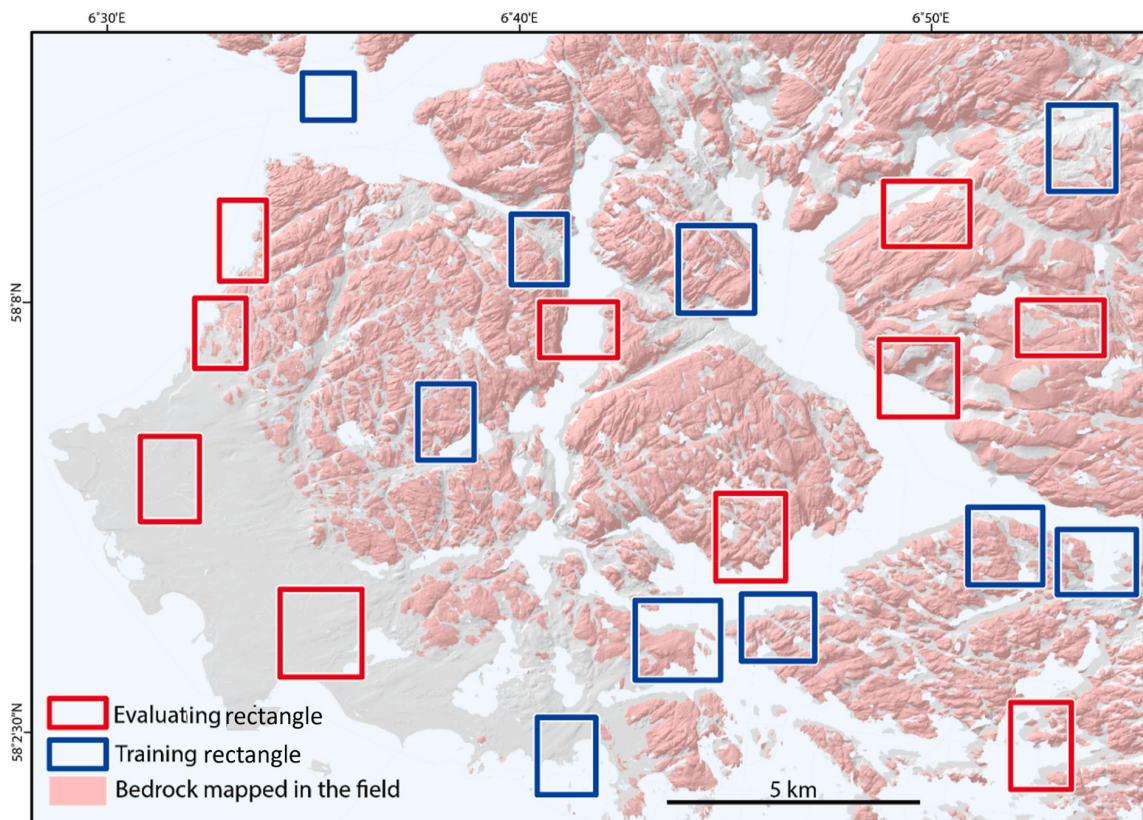 6°30'E
6°40'E
6°50'E
58°8'N
58°2'30"N
Evaluating rectangle
Training rectangle
Bedrock mapped in the field
5 km